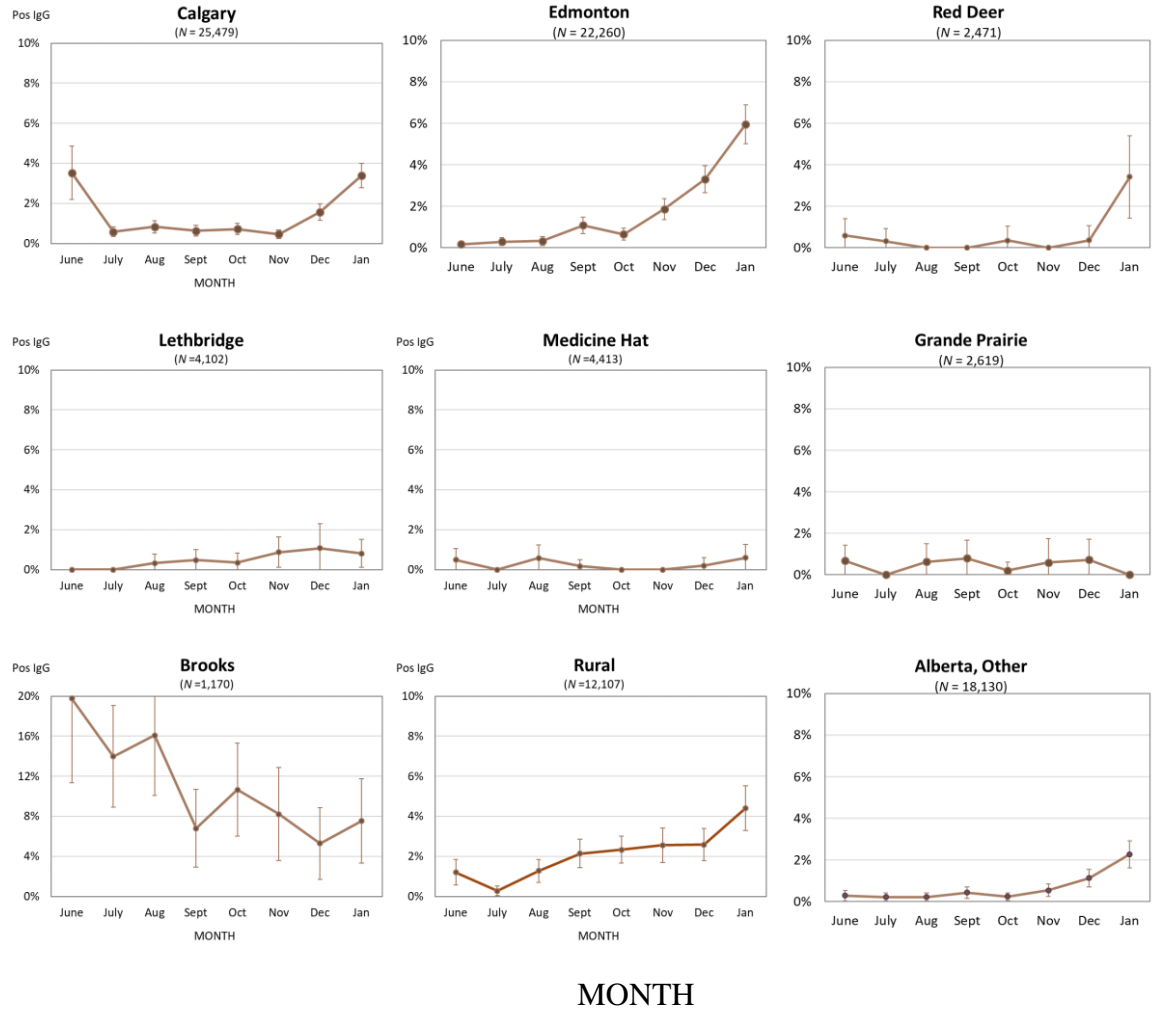 Pos IgG
Calgary
(N = 25,479)
10%
8%
6%
4%
2%
0%
June July Aug Sept Oct Nov Dec Jan
MONTH
Edmonton
(N = 22,260)
10%
8%
6%
4%
2%
0%
June July Aug Sept Oct Nov Dec Jan
Red Deer
(N = 2,471)
10%
8%
6%
4%
2%
0%
June July Aug Sept Oct Nov Dec Jan
Pos IgG
Lethbridge
(N =4,102)
10%
8%
6%
4%
2%
0%
June July Aug Sept Oct Nov Dec Jan
MONTH
Pos IgG
Medicine Hat
(N =4,413)
10%
8%
6%
4%
2%
0%
June July Aug Sept Oct Nov Dec Jan
MONTH
Grande Prairie
(N = 2,619)
10%
8%
6%
4%
2%
0%
June July Aug Sept Oct Nov Dec Jan
Pos IgG
Brooks
(N =1,170)
20%
16%
12%
8%
4%
0%
June July Aug Sept Oct Nov Dec Jan
MONTH
Pos IgG
Rural
(N =12,107)
10%
8%
6%
4%
2%
0%
June July Aug Sept Oct Nov Dec Jan
MONTH
Alberta, Other
(N = 18,130)
10%
8%
6%
4%
2%
0%
June July Aug Sept Oct Nov Dec Jan
MONTH